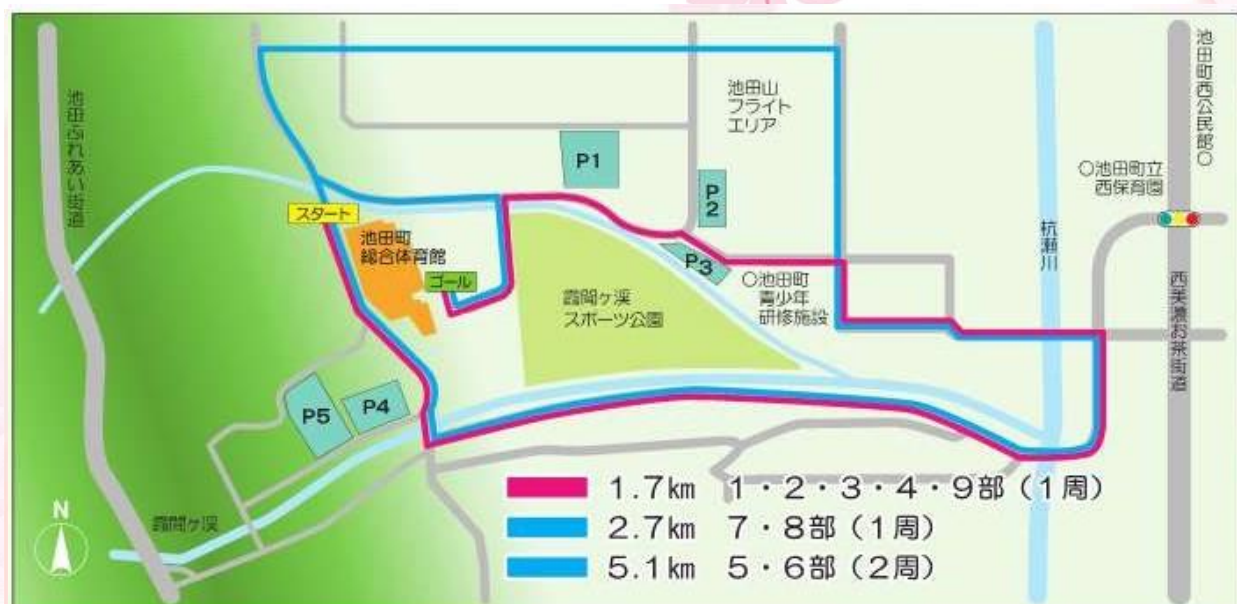 池田ふれあい街道
池田山
フライト
エリア
池田町西公民館○
P1
P
2
○池田町立
西保育園
スタート
池田町
総合体育館
ゴール
P3
○池田町
青少年
研修施設
杭瀬川
霞間ヶ渓
スポーツ公園
西美濃お茶街道
P5
P4
N
霞間ヶ渓
1.7km 1・2・3・4・9部(1周)
2.7km 7・8部(1周)
5.1km 5・6部(2周)